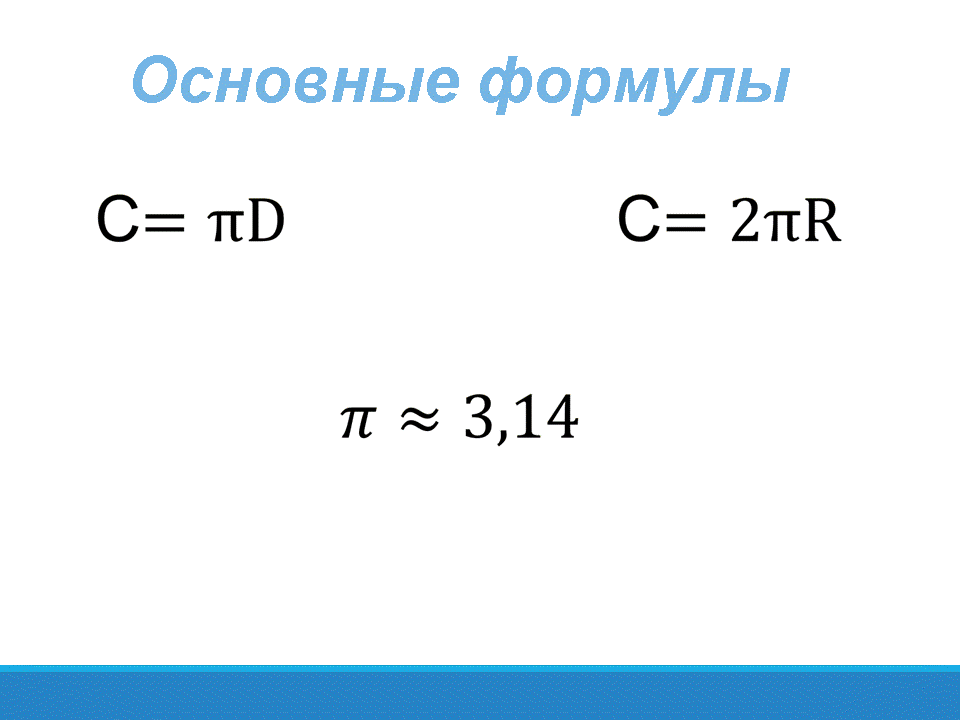 Основные формулы
C= πD
C= 2πR
π ≈ 3,14